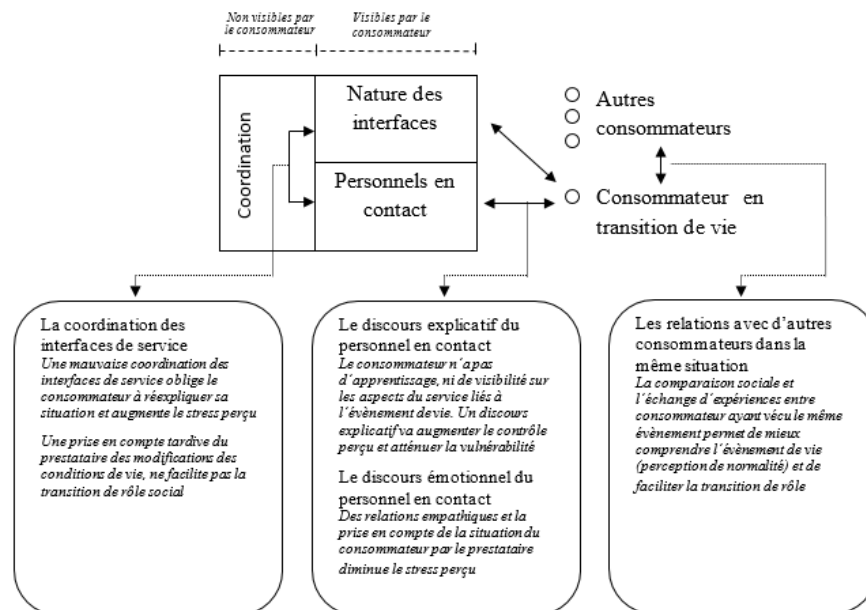 Non visibles par
le consommateur
Visibles par le
consommateur
Coordination
Nature des
interfaces
Personnels en
contact
Autres
consommateurs
Consommateur en
transition de vie
La coordination des
interfaces de service
Une mauvaise coordination des
interfaces de service oblige le
consommateur à réexpliquer sa
situation et augmente le stress perçu
Une prise en compte tardive du
prestataire des modifications des
conditions de vie, ne facilite pas la
transition de rôle social
Le discours explicatif du
personnel en contact
Le consommateur n'a pas
d'apprentissage, ni de visibilité sur
les aspects du service liés à
l'évènement de vie. Un discours
explicatif va augmenter le contrôle
perçu et atténuer la vulnérabilité
Le discours émotionnel du
personnel en contact
Des relations empathiques et la
prise en compte de la situation du
consommateur par le prestataire
diminue le stress perçu
Les relations avec d'autres
consommateurs dans la
même situation
La comparaison sociale et
l'échange d'expériences entre
consommateur ayant vécu le même
évènement permet de mieux
comprendre l'évènement de vie
(perception de normalité) et de
faciliter la transition de rôle